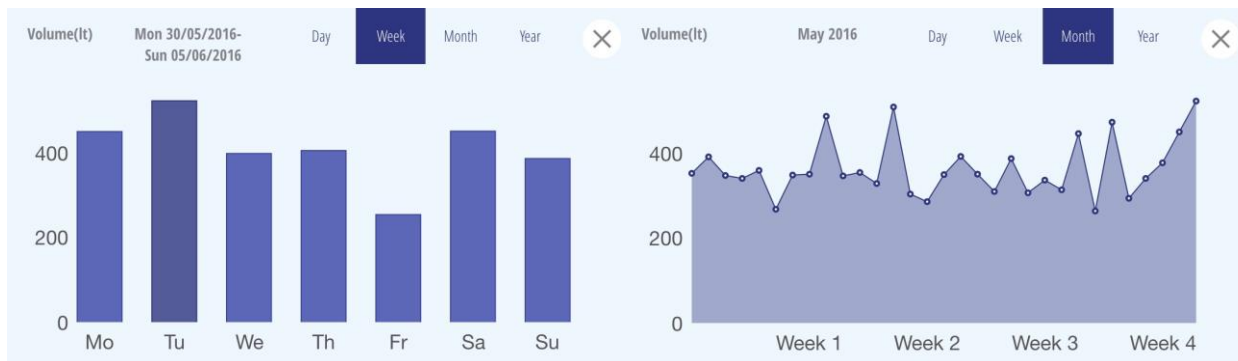 Volume(lt) Mon 30/05/2016- Day Week Month Year
Sun 05/06/2016
400
200
0
Mo Tu We Th Fr Sa Su
Volume(lt) May 2016 Day Week Month Year
400
200
0
Week 1 Week 2 Week 3 Week 4